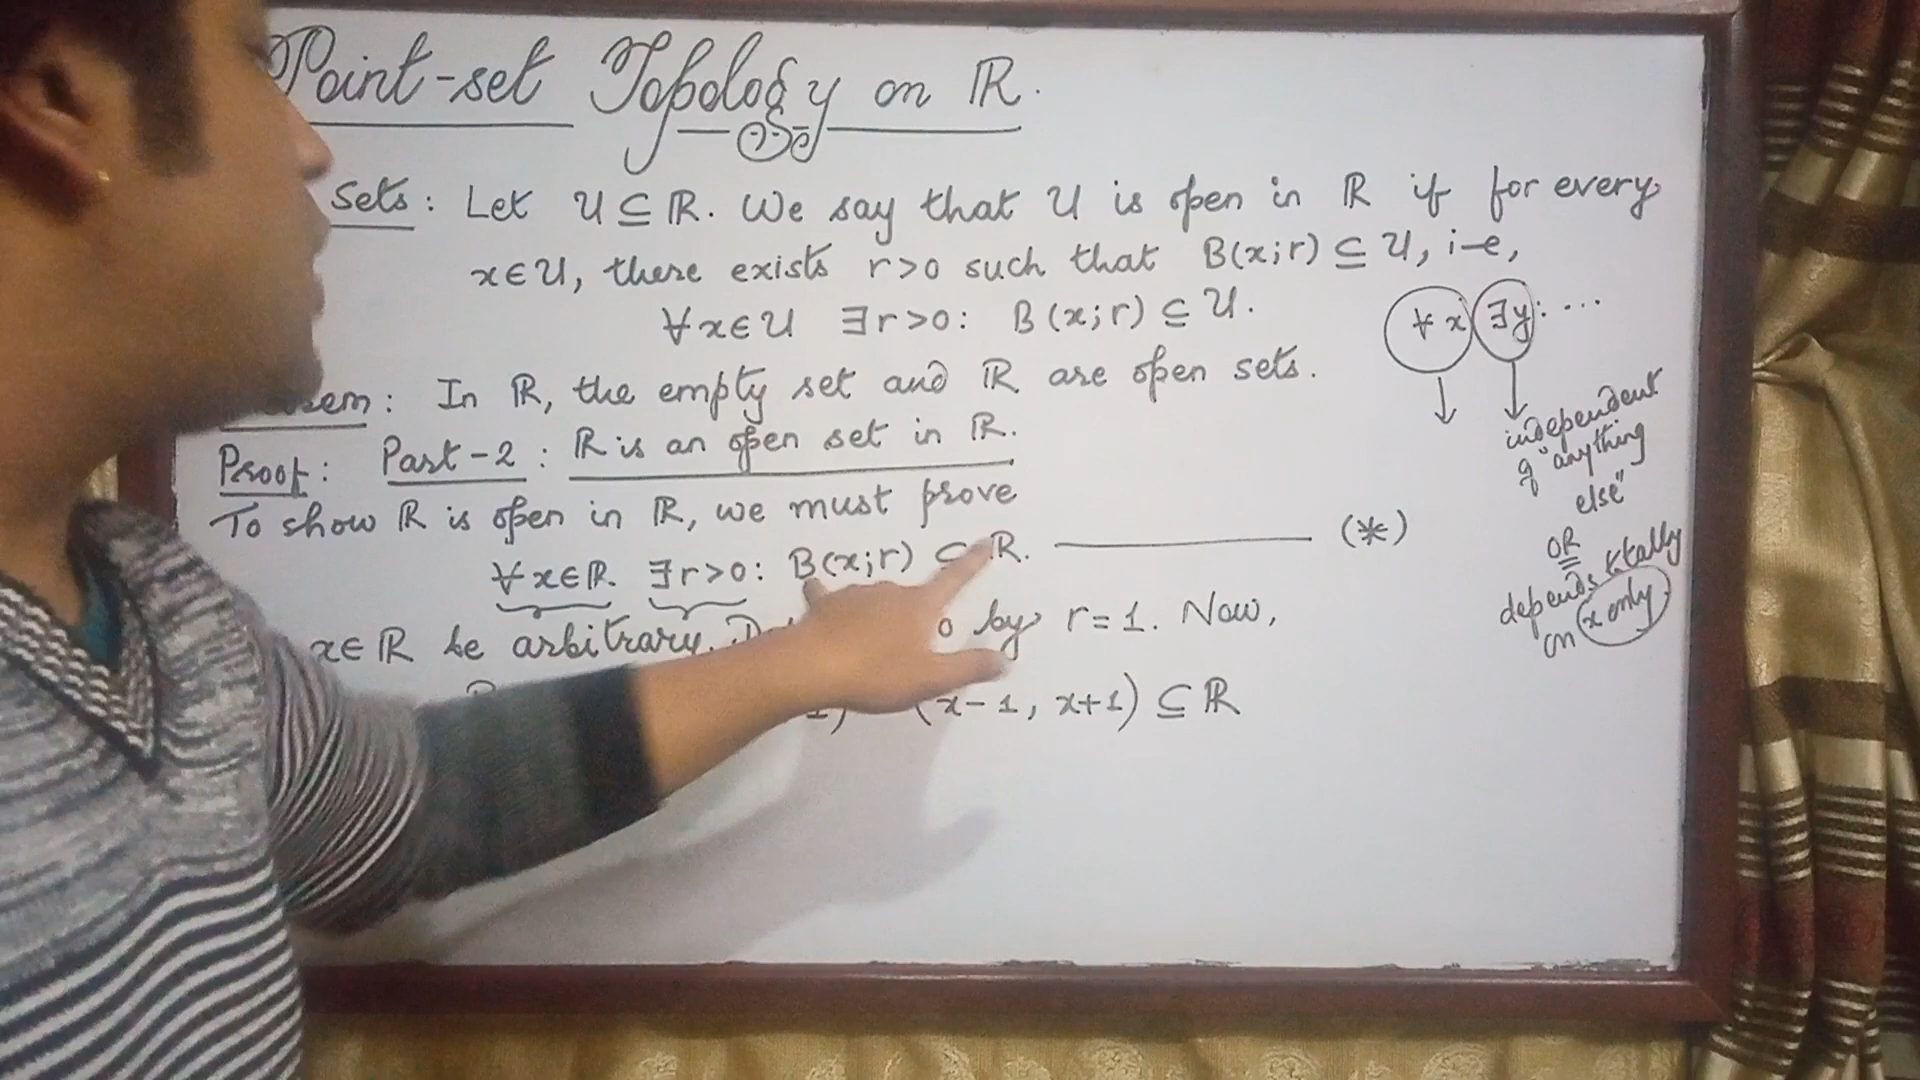 Point-set Topology on ℝ.
Sets: Let U ⊆ ℝ. We say that U is open in ℝ if for every
x∈U, there exists r>0 such that B(x;r) ⊆ U, i-e,
∀x∈U ∃r>0: B(x;r) ⊆ U.
∀x ∃y: ...
independent
of "anything
else"
OR
depends totally
on x only
In ℝ, the empty set and ℝ are open sets.
Proof: Part-2: ℝ is an open set in ℝ.
To show ℝ is open in ℝ, we must prove
∀x∈ℝ. ∃r>0: B(x;r) ⊆ ℝ. (*)
x∈ℝ be arbitrary. by r=1. Now,
(x-1, x+1) ⊆ ℝ